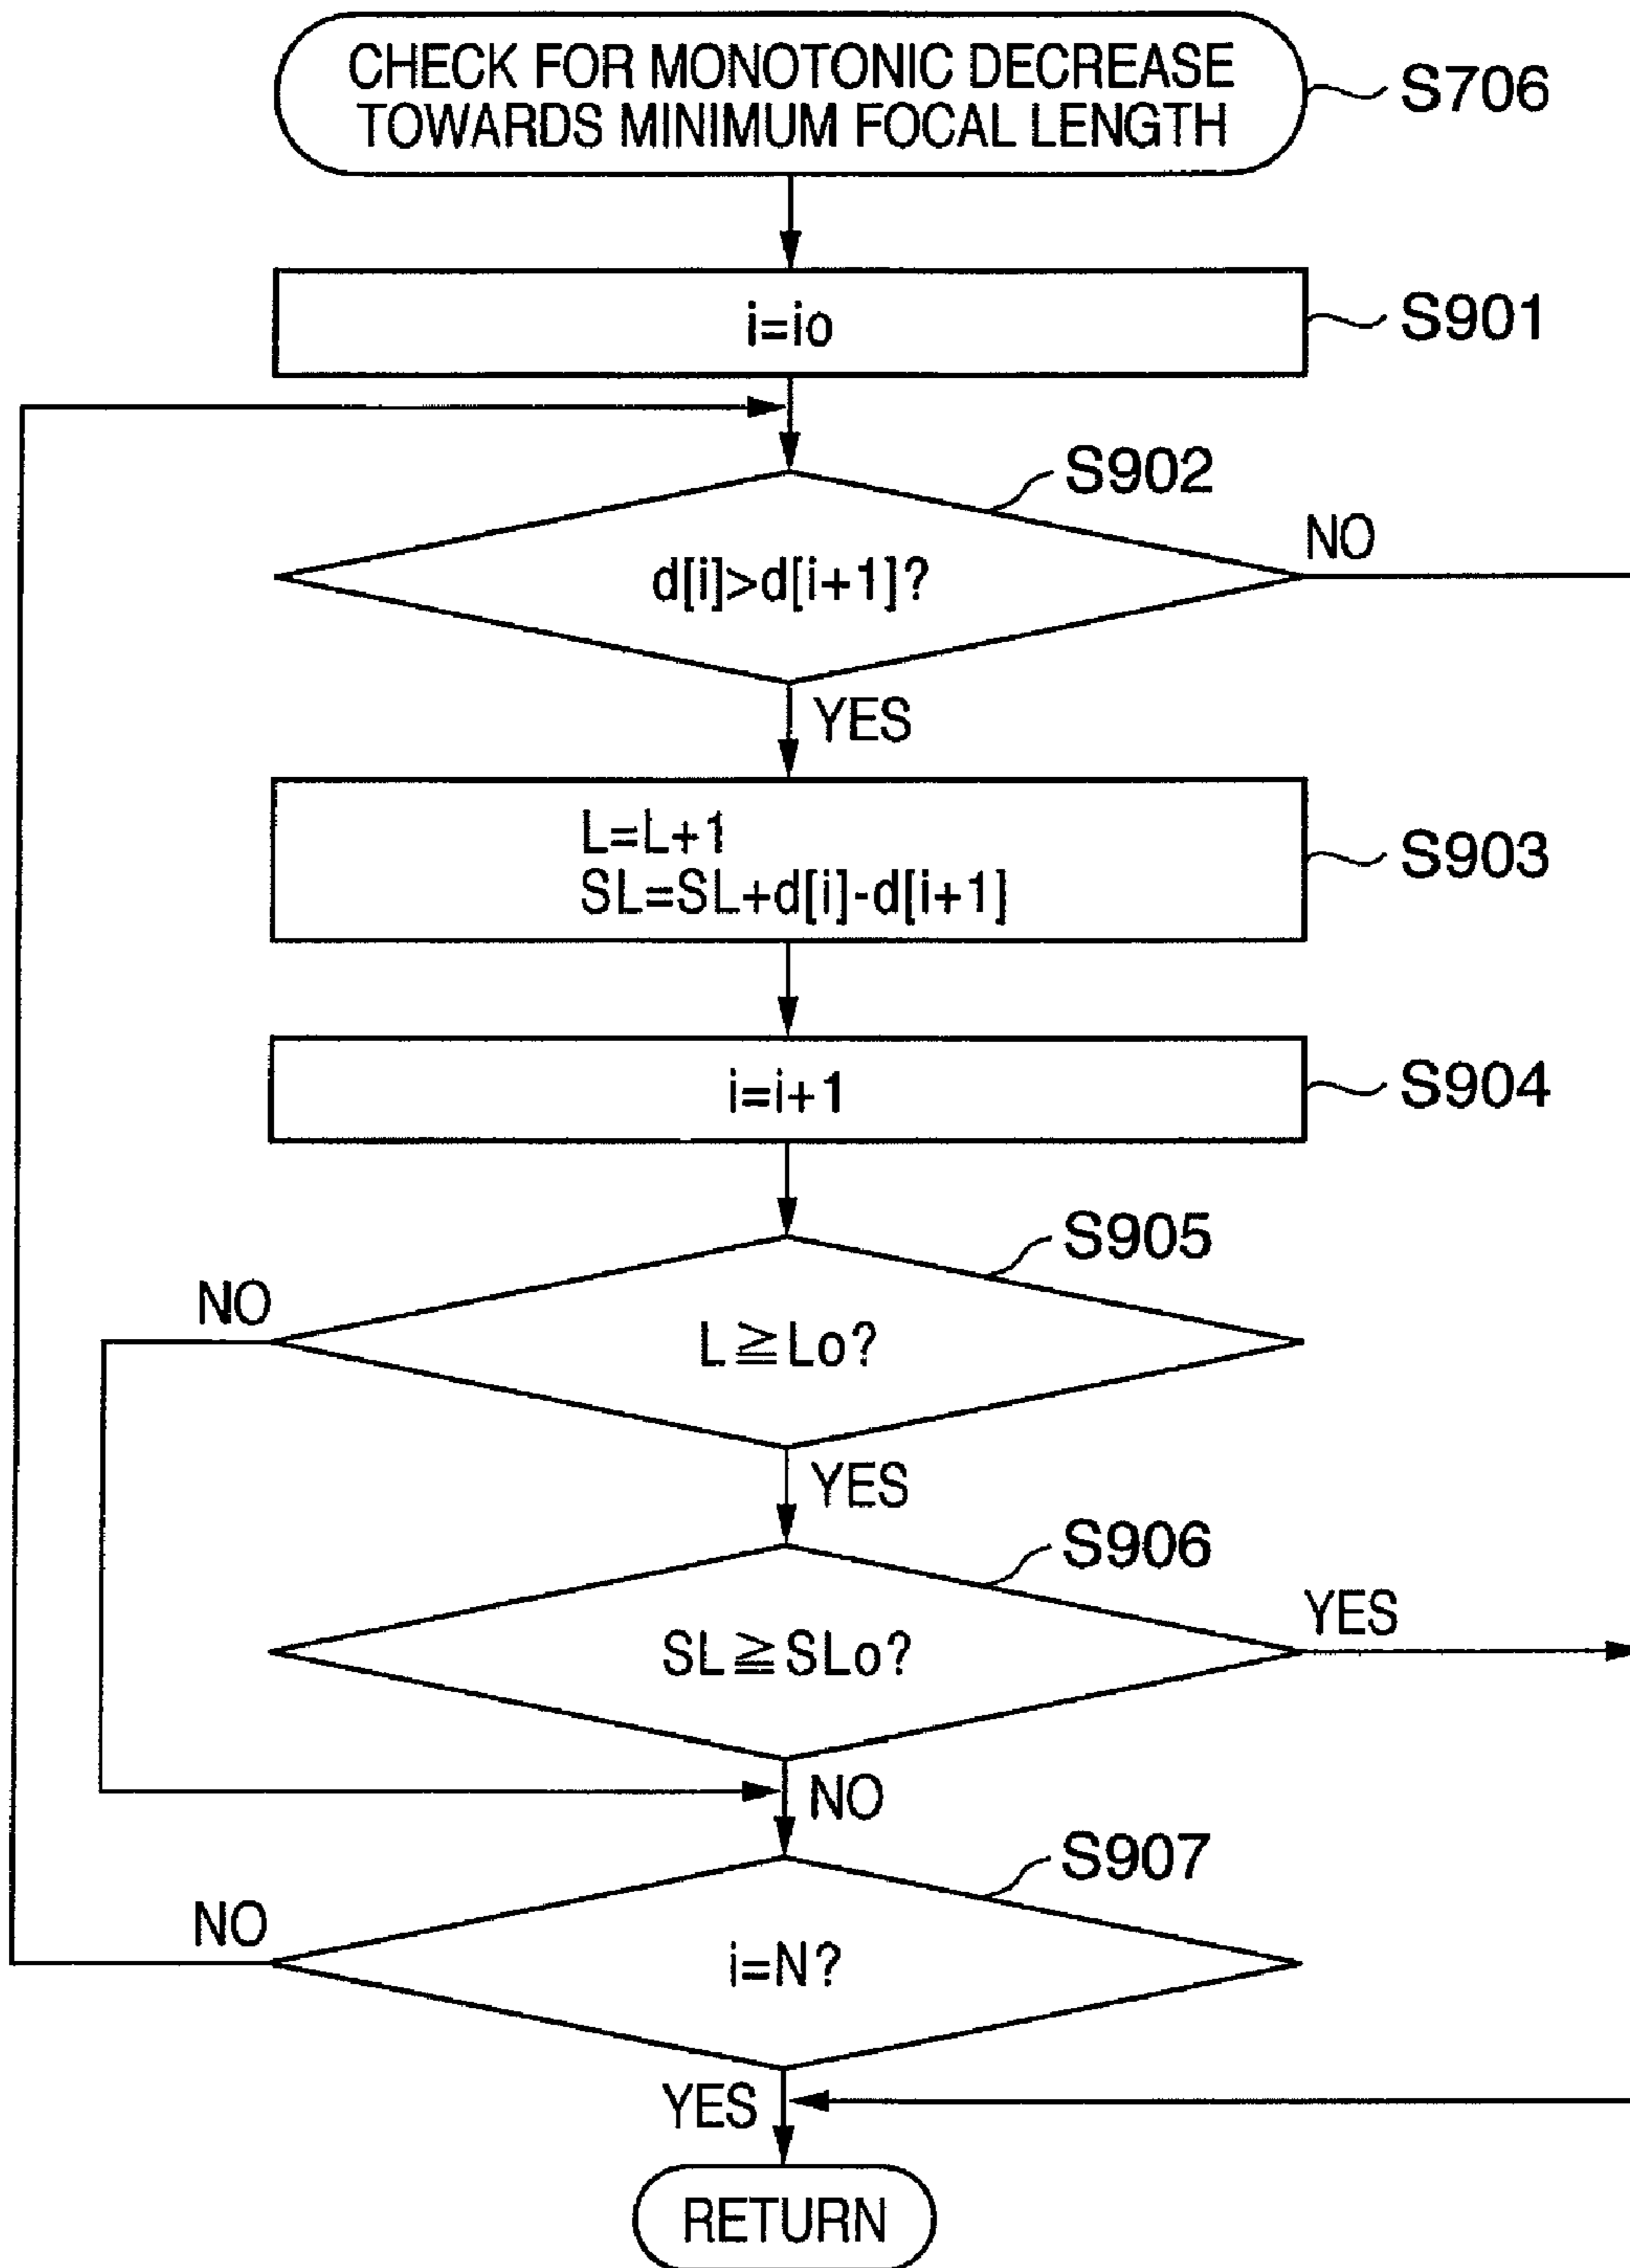 CHECK FOR MONOTONIC DECREASE
TOWARDS MINIMUM FOCAL LENGTH
S706
i=io
S901
S902
d[i]>d[i+1]?
NO
YES
L=L+1
SL=SL+d[i]-d[i+1]
S903
i=i+1
S904
S905
NO
L≧Lo?
YES
S906
SL≧SLo?
YES
NO
S907
NO
i=N?
YES
RETURN